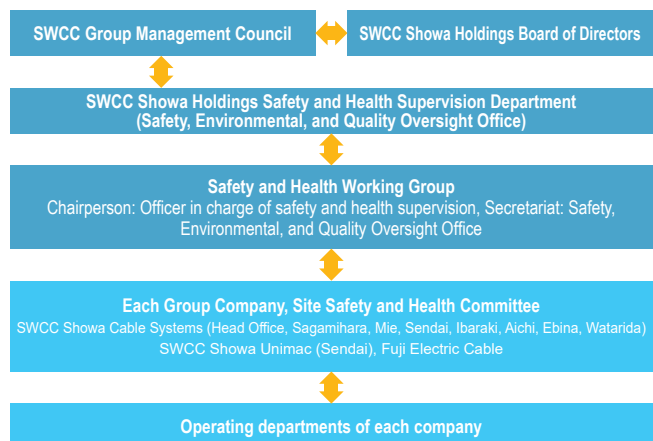 SWCC Group Management Council
SWCC Showa Holdings Board of Directors
SWCC Showa Holdings Safety and Health Supervision Department
(Safety, Environmental, and Quality Oversight Office)
Safety and Health Working Group
Chairperson: Officer in charge of safety and health supervision, Secretariat: Safety,
Environmental, and Quality Oversight Office
Each Group Company, Site Safety and Health Committee
SWCC Showa Cable Systems (Head Office, Sagamihara, Mie, Sendai, Ibaraki, Aichi, Ebina, Watarida)
SWCC Showa Unimac (Sendai), Fuji Electric Cable
Operating departments of each company